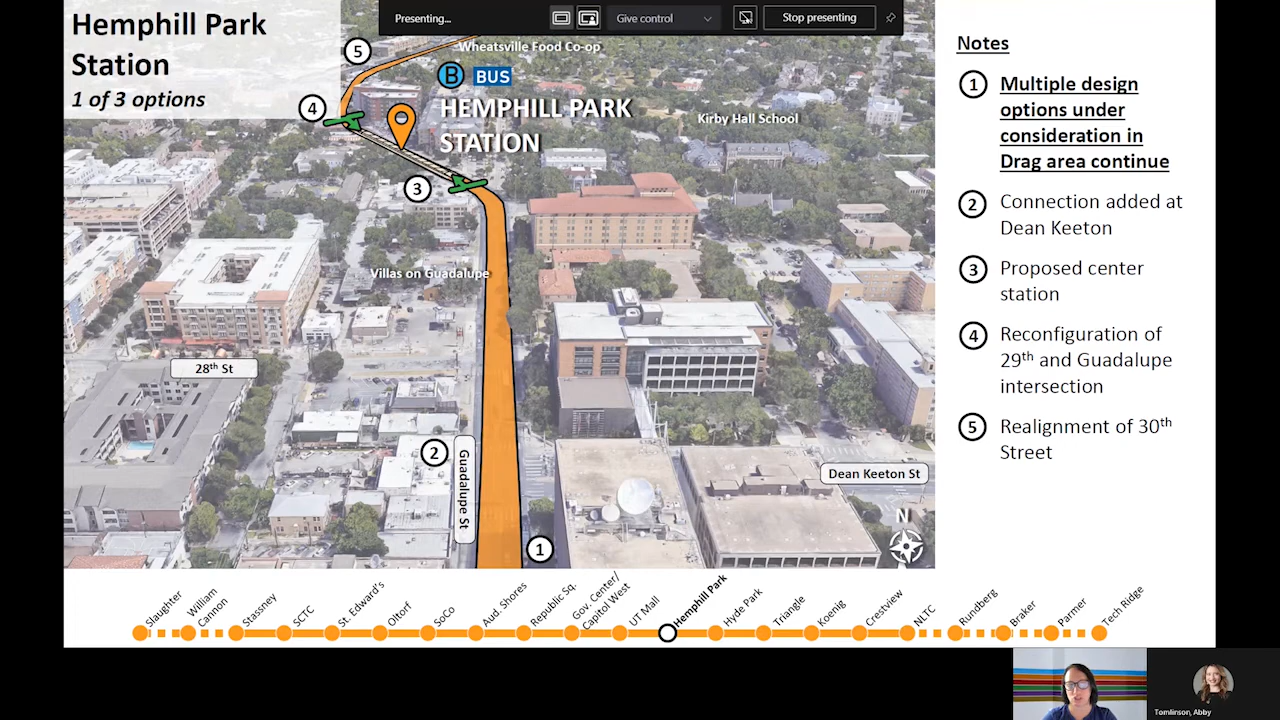 Hemphill Park
Station
1 of 3 options
Presenting...
Give control
Stop presenting
Wheatsville Food Co-op
B BUS
HEMPHILL PARK
STATION
Kirby Hall School
5
4
3
Villas on Guadalupe
28th St
2
Guadalupe St
Dean Keeton St
1
N
Notes
1 Multiple design
options under
consideration in
Drag area continue
2 Connection added at
Dean Keeton
3 Proposed center
station
4 Reconfiguration of
29th and Guadalupe
intersection
5 Realignment of 30th
Street
Slaughter
William
Cannon
Stassney
SCTC
St. Edward's
Oltorf
SoCo
Aud. Shores
Republic Sq.
Gov. Center/
Capitol West
UT Mall
Hemphill Park
Hyde Park
Triangle
Koenig
Crestview
NLTC
Rundberg
Braker
Parmer
Tech Ridge
Tomlinson, Abby